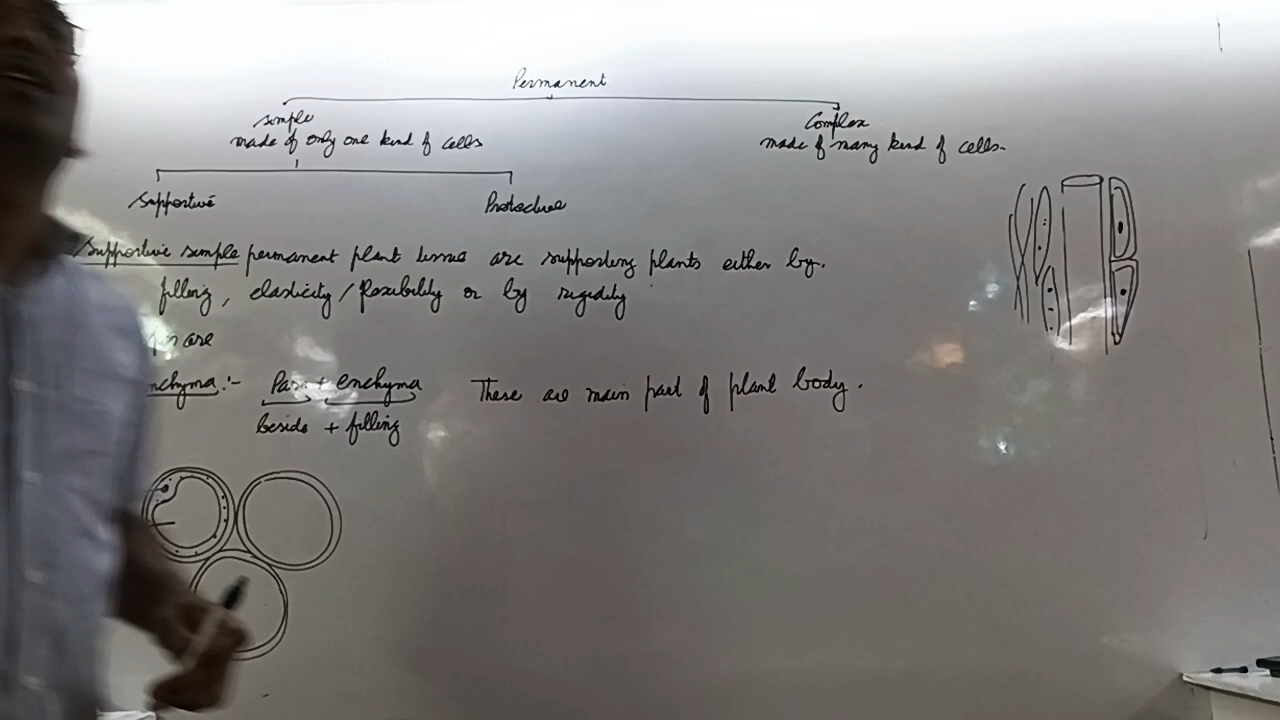 Permanent
simple
made of only one kind of cells
Complex
made of many kind of cells.
Supportive
Protective
Supportive simple permanent plant tissue are supporting plants either by.
filling, elasticity/flexibility or by rigidity
are
enchyma:- Par + enchyma These are main part of plant body.
beside + filling